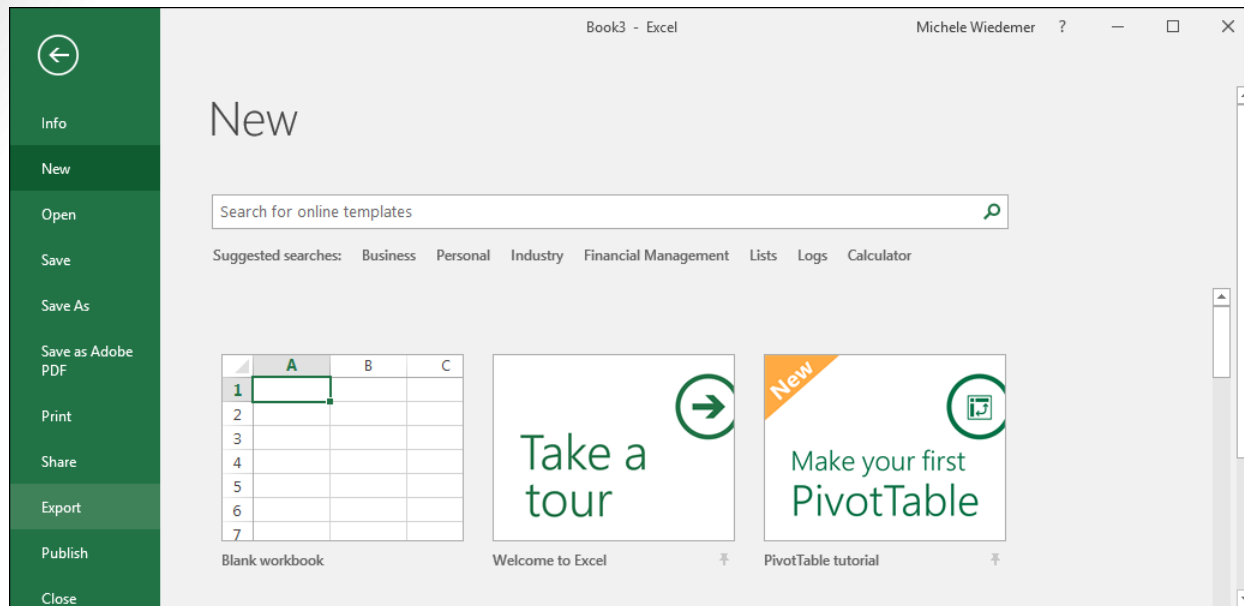 Book3 - Excel
Michele Wiedemer ?
Info
New
Open
Save
Save As
Save as Adobe
PDF
Print
Share
Export
Publish
Close
New
Search for online templates
Suggested searches: Business Personal Industry Financial Management Lists Logs Calculator
A B C
1
2
3
4
5
6
7
Blank workbook
Take a
tour
Welcome to Excel
New
Make your first
PivotTable
PivotTable tutorial